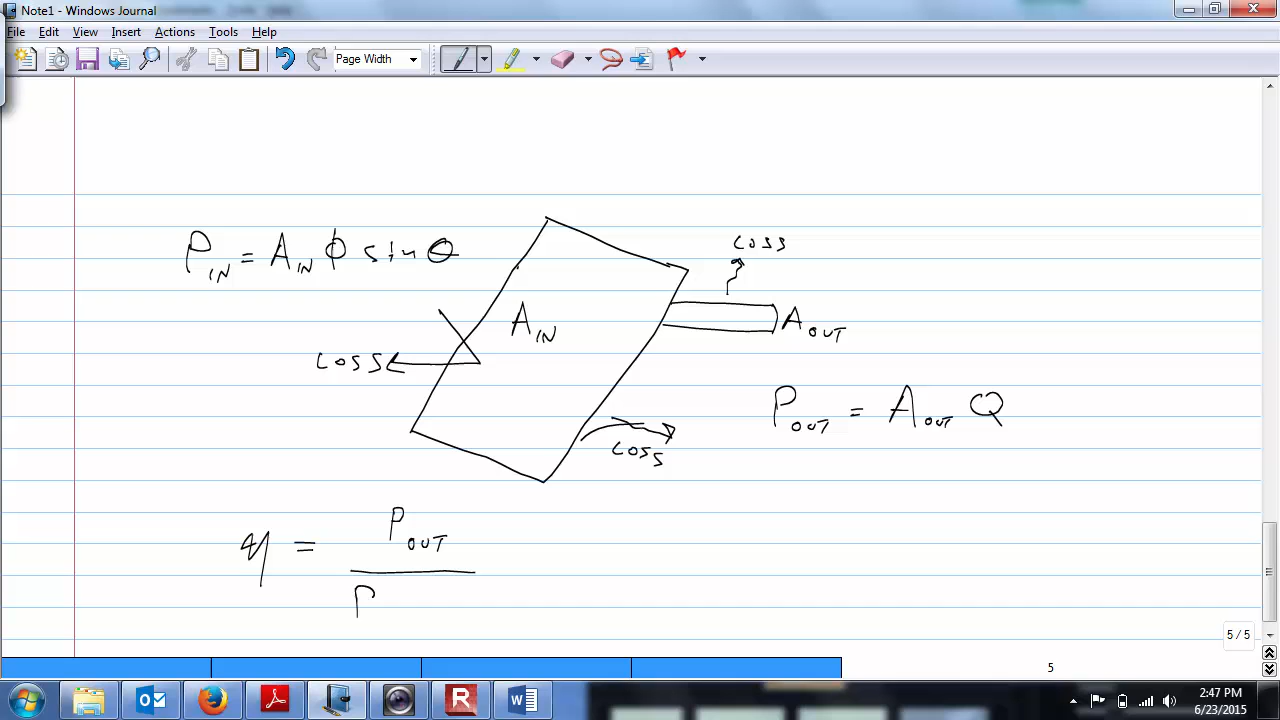 Note1 - Windows Journal
File Edit View Insert Actions Tools Help
Page Width
P_IN = A_IN ϕ sin θ
LOSS
A_IN
A_OUT
LOSS
P_OUT = A_OUT Q
LOSS
η = P_OUT
P
5 / 5
5
2:47 PM
6/23/2015